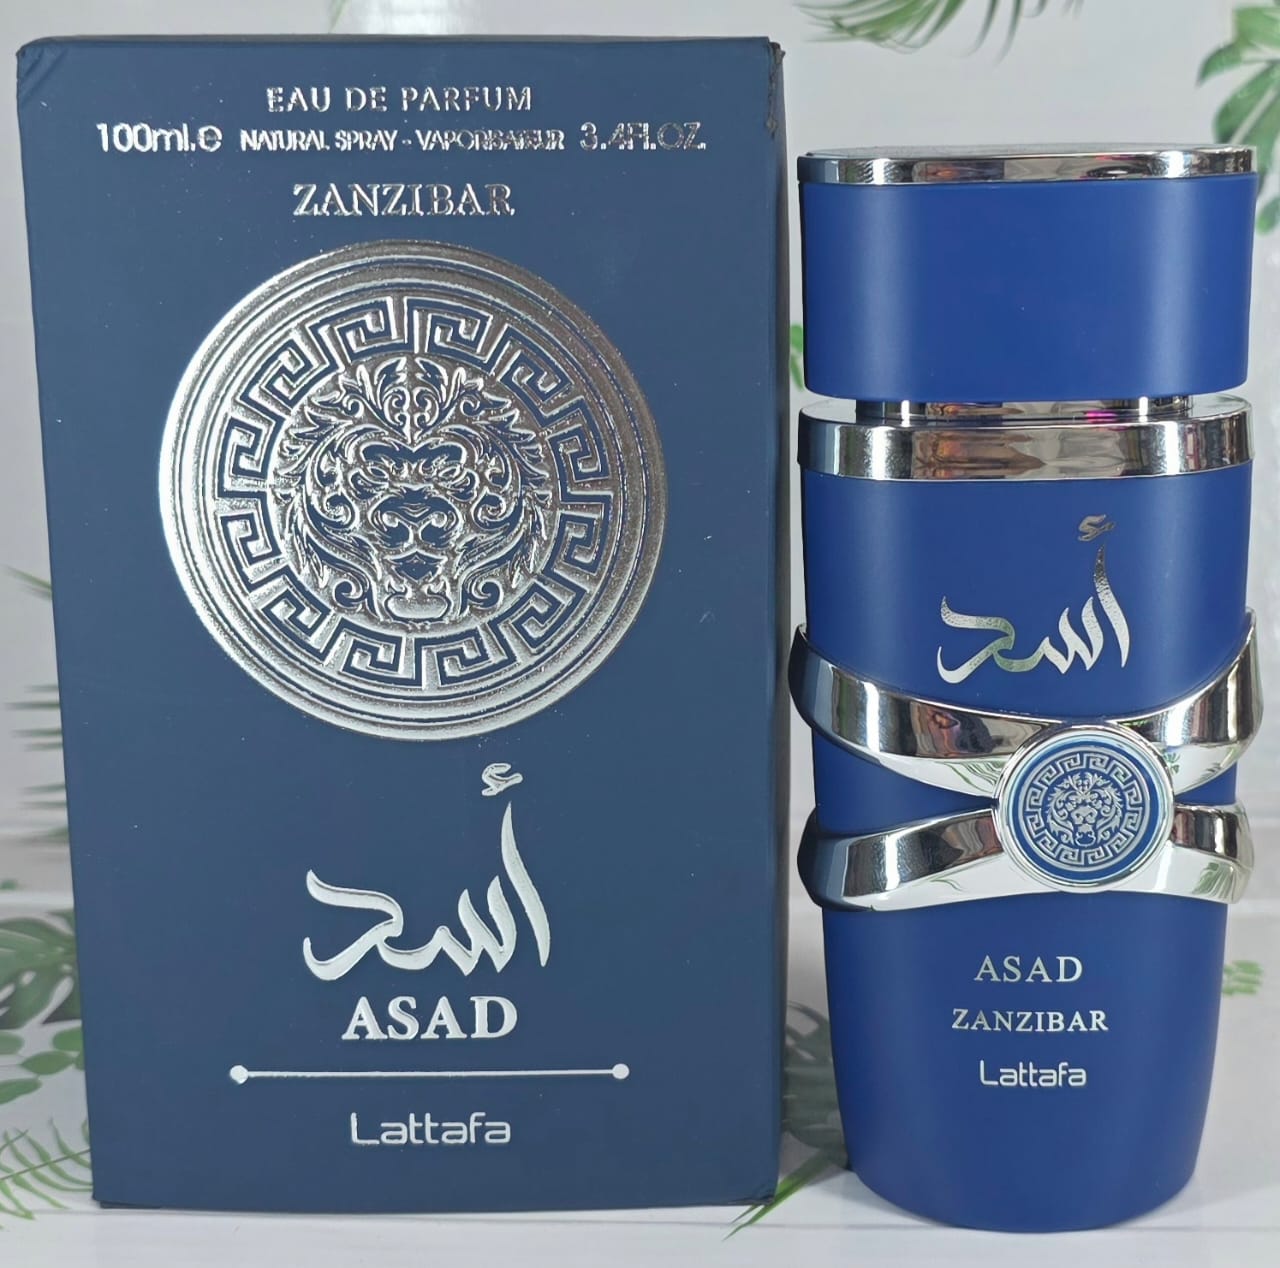 EAU DE PARFUM
100ml.e NATURAL SPRAY - VAPORISATEUR 3.4FL.OZ.
ZANZIBAR
أسد
ASAD
Lattafa
أسد
ASAD
ZANZIBAR
Lattafa